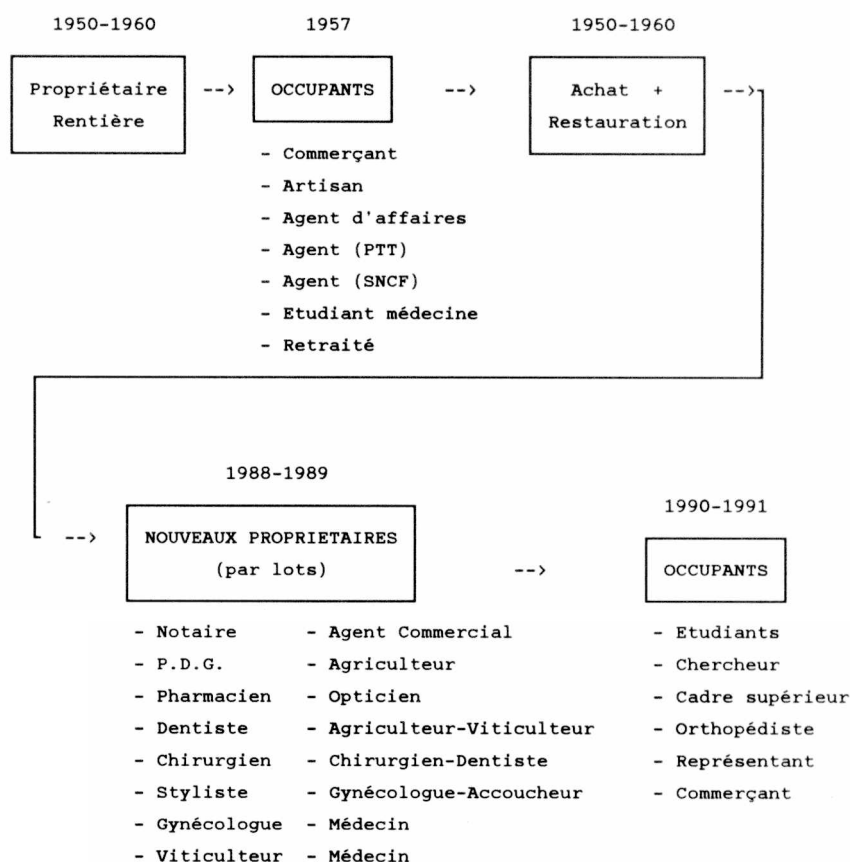 1950-1960 1957 1950-1960
Propriétaire --> OCCUPANTS --> Achat + -->
Rentière Restauration
- Commerçant
- Artisan
- Agent d'affaires
- Agent (PTT)
- Agent (SNCF)
- Etudiant médecine
- Retraité
1988-1989
1990-1991
--> NOUVEAUX PROPRIETAIRES
(par lots) --> OCCUPANTS
- Notaire - Agent Commercial - Etudiants
- P.D.G. - Agriculteur - Chercheur
- Pharmacien - Opticien - Cadre supérieur
- Dentiste - Agriculteur-Viticulteur - Orthopédiste
- Chirurgien - Chirurgien-Dentiste - Représentant
- Styliste - Gynécologue-Accoucheur - Commerçant
- Gynécologue - Médecin
- Viticulteur - Médecin